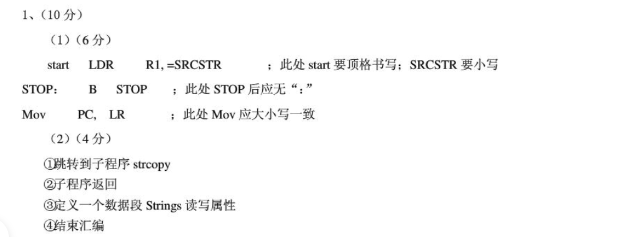 1、（10 分）
（1）（6 分）
start LDR R1, =SRCSTR ；此处 start 要顶格书写；SRCSTR 要小写
STOP： B STOP ；此处 STOP 后应无“：”
Mov PC, LR ；此处 Mov 应大小写一致
（2）（4 分）
①跳转到子程序 strcopy
②子程序返回
③定义一个数据段 Strings 读写属性
④结束汇编